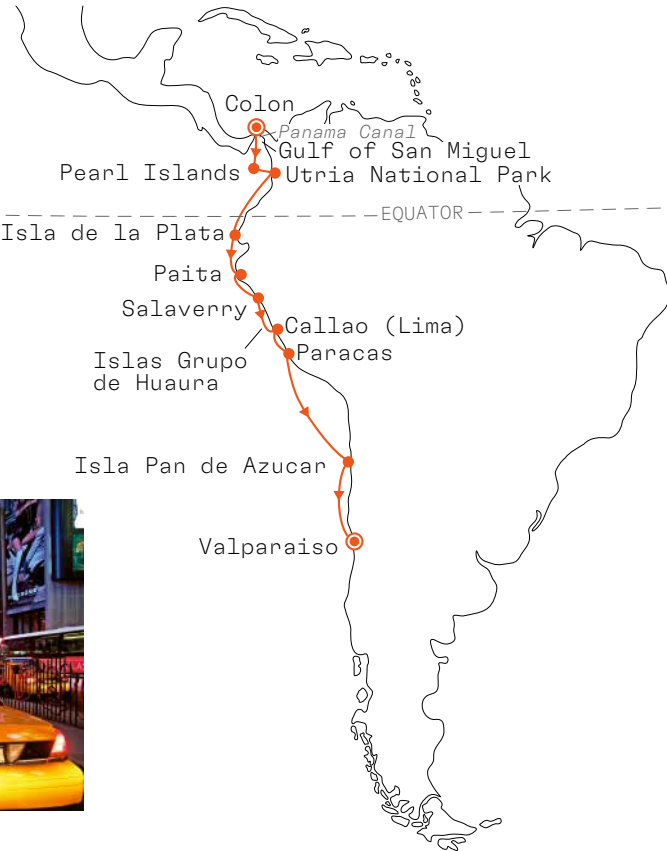 Colon
Panama Canal
Gulf of San Miguel
Pearl Islands
Utria National Park
EQUATOR
Isla de la Plata
Paita
Salaverry
Callao (Lima)
Paracas
Islas Grupo
de Huaura
Isla Pan de Azucar
Valparaiso